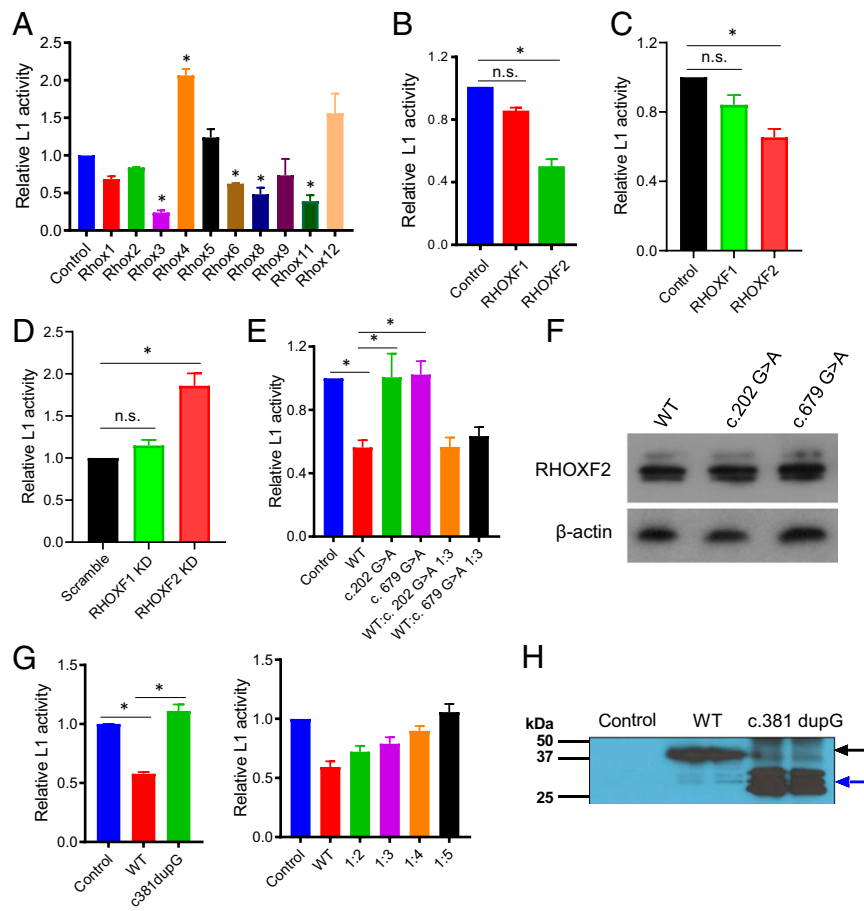 A
Relative L1 activity
2.5
2.0
1.5
1.0
0.5
0.0
*
*
*
*
*
Control
Rhox1
Rhox2
Rhox3
Rhox4
Rhox5
Rhox6
Rhox8
Rhox9
Rhox11
Rhox12
B
Relative L1 activity
1.2
0.8
0.4
0.0
*
n.s.
Control
RHOXF1
RHOXF2
C
Relative L1 activity
1.2
0.8
0.4
0.0
*
n.s.
Control
RHOXF1
RHOXF2
D
Relative L1 activity
2.5
2.0
1.5
1.0
0.5
0.0
*
n.s.
Scramble
RHOXF1 KD
RHOXF2 KD
E
Relative L1 activity
1.2
0.8
0.4
0.0
*
*
*
Control
WT
c.202 G>A
c. 679 G>A
WT:c. 202 G>A 1:3
WT:c. 679 G>A 1:3
F
WT
c.202 G>A
c.679 G>A
RHOXF2
β-actin
G
Relative L1 activity
1.5
1.0
0.5
0.0
*
*
Control
WT
c381dupG
Relative L1 activity
1.5
1.0
0.5
0.0
Control
WT
1:2
1:3
1:4
1:5
H
kDa
Control
WT
c.381 dupG
50
37
25